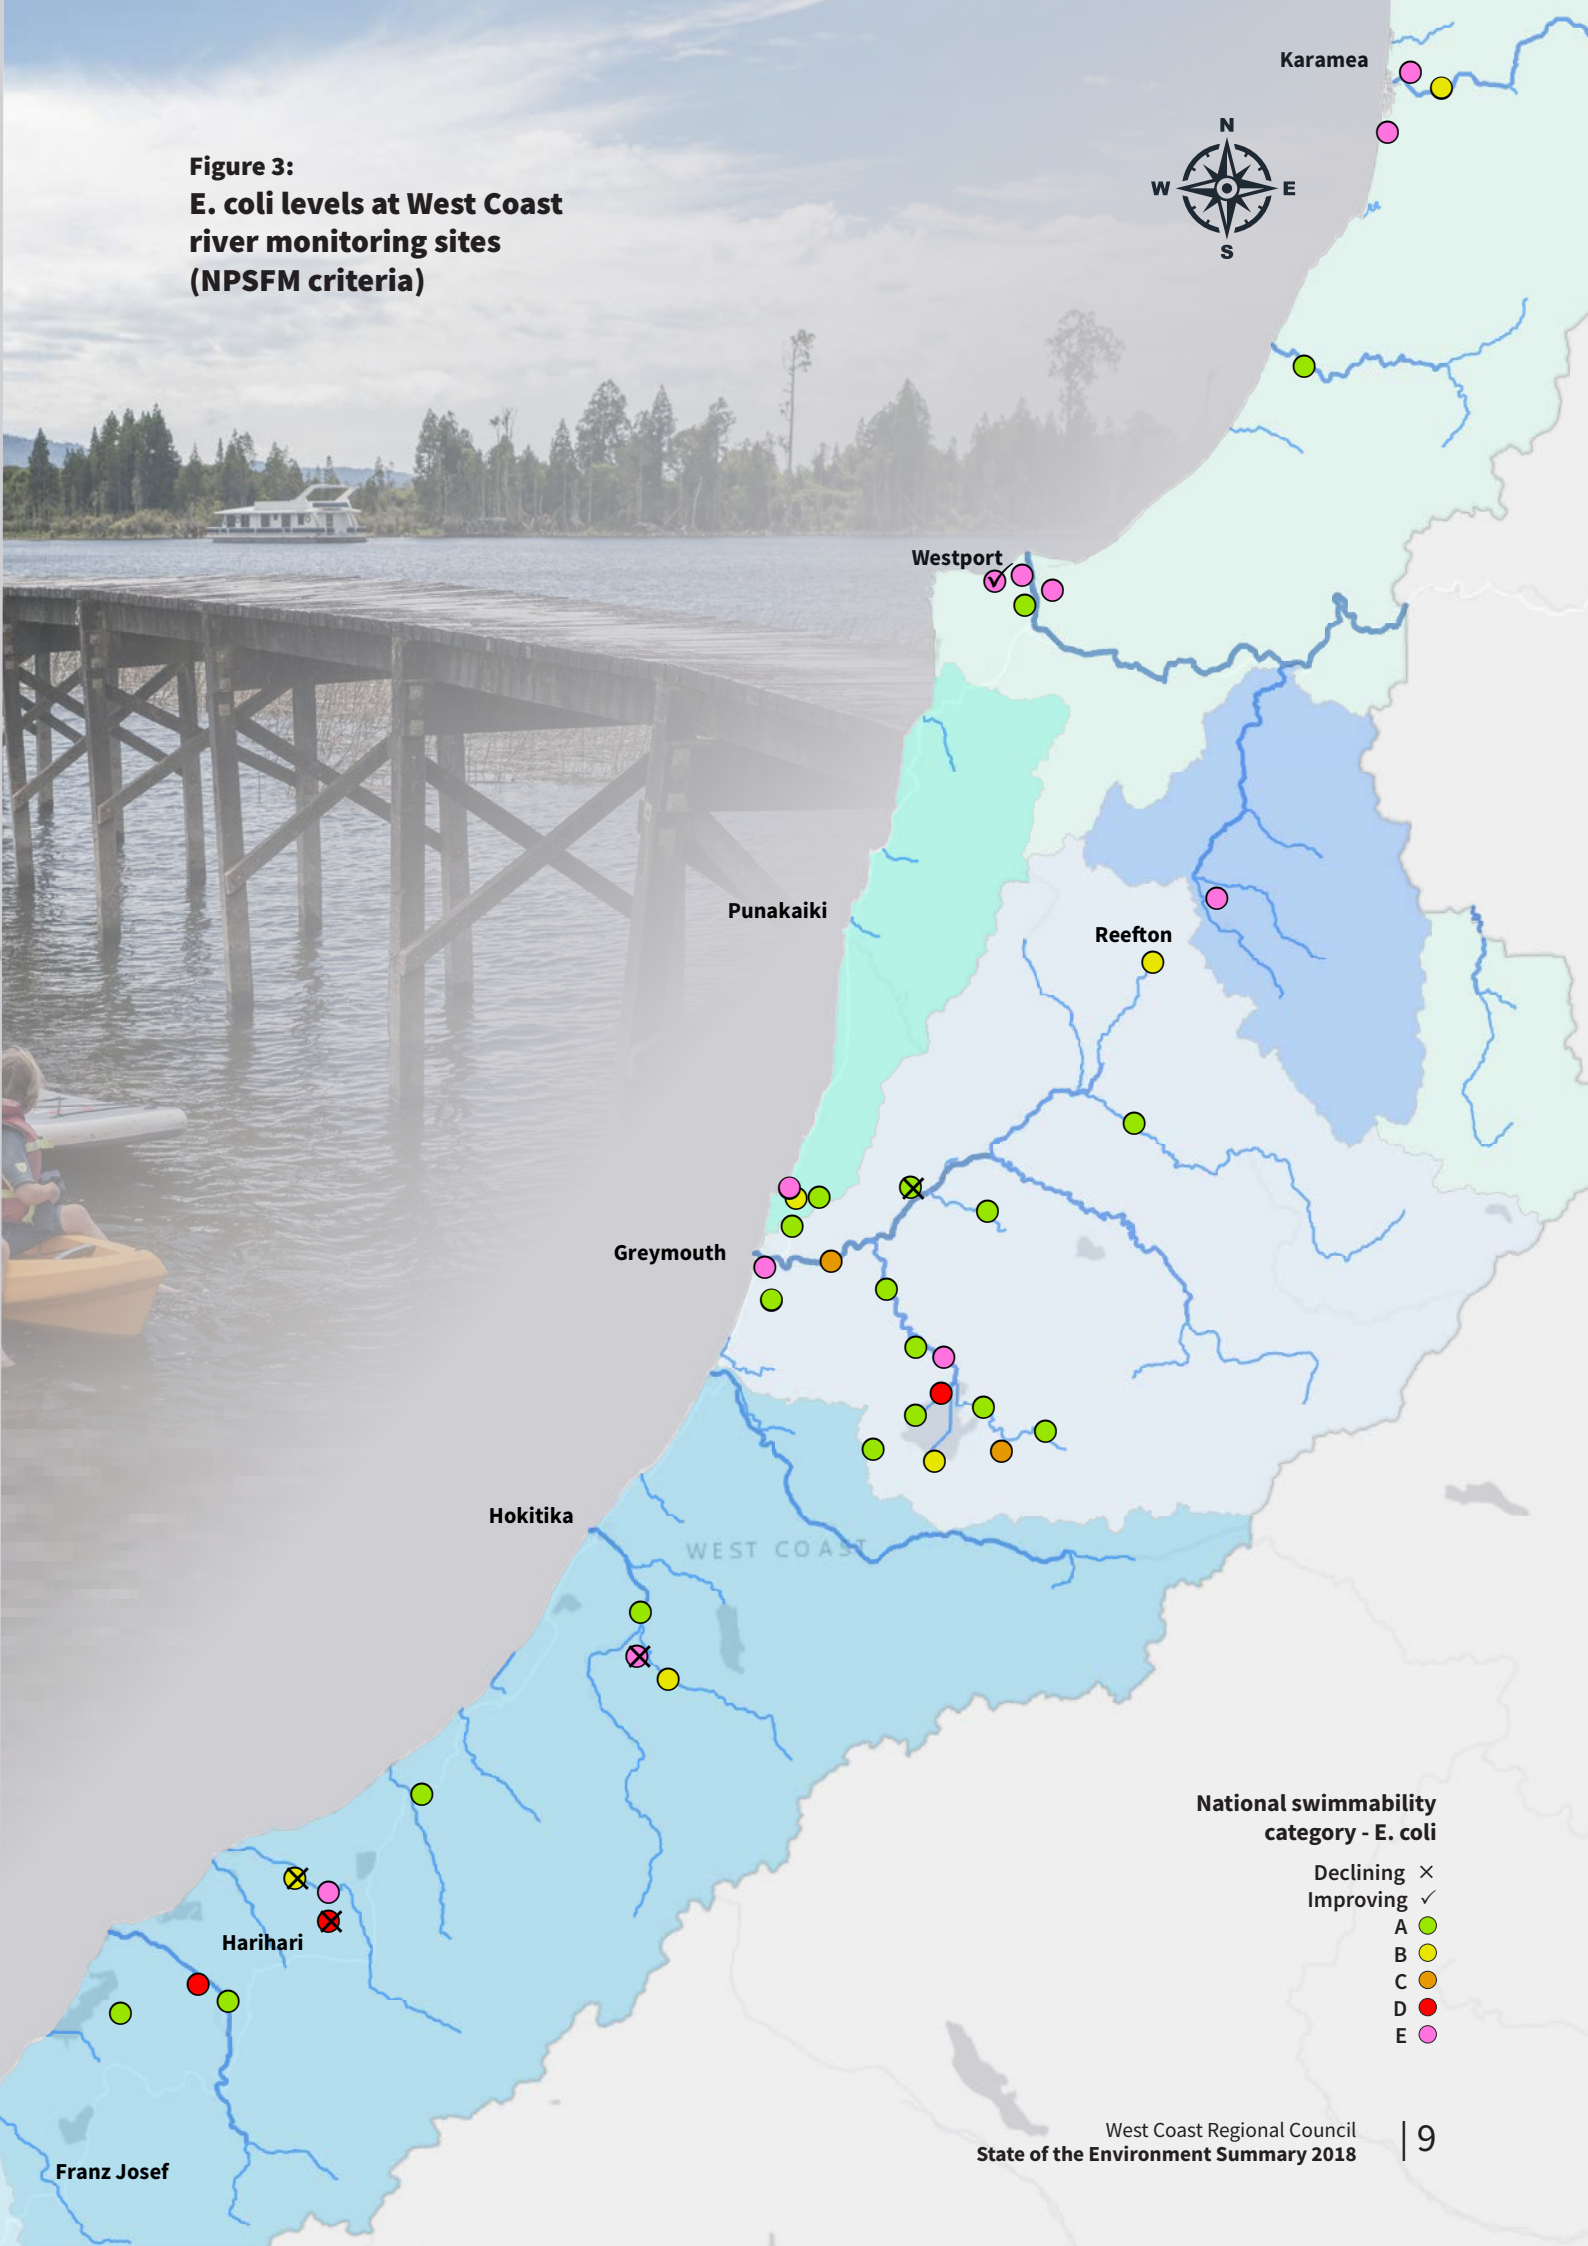 Karamea
N
W
E
S
Figure 3:
E. coli levels at West Coast
river monitoring sites
(NPSFM criteria)
Westport
Punakaiki
Reefton
Greymouth
Hokitika
WEST COAST
Harihari
Franz Josef
National swimmability
category - E. coli
Declining ×
Improving ✓
A
B
C
D
E
West Coast Regional Council
State of the Environment Summary 2018
| 9